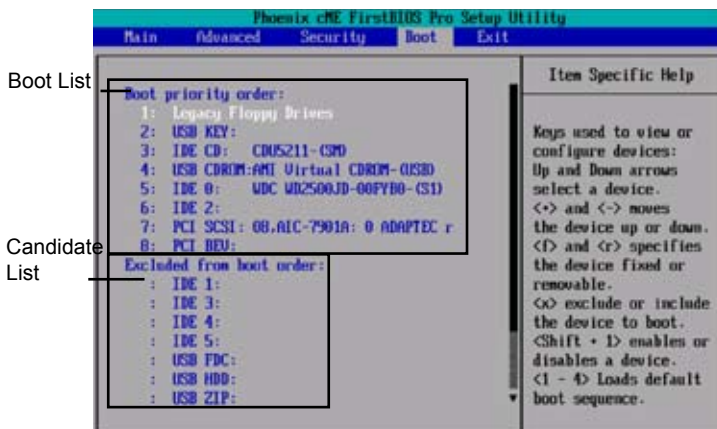 Phoenix cME FirstBIOS Pro Setup Utility
Main Advanced Security Boot Exit
Boot List
Boot priority order:
1: Legacy Floppy Drives
2: USB KEY:
3: IDE CD: CDU5211-(SM)
4: USB CDROM:AMI Virtual CDROM-(USB)
5: IDE 0: WDC WD2500JD-00FYB0-(S1)
6: IDE 2:
7: PCI SCSI: 08,AIC-7901A: 0 ADAPTEC r
8: PCI BEV:
Candidate List
Excluded from boot order:
: IDE 1:
: IDE 3:
: IDE 4:
: IDE 5:
: USB FDC:
: USB HDD:
: USB ZIP:
Item Specific Help
Keys used to view or
configure devices:
Up and Down arrows
select a device.
<+> and <-> moves
the device up or down.
<f> and <r> specifies
the device fixed or
removable.
<x> exclude or include
the device to boot.
<Shift + 1> enables or
disables a device.
<1 - 4> Loads default
boot sequence.